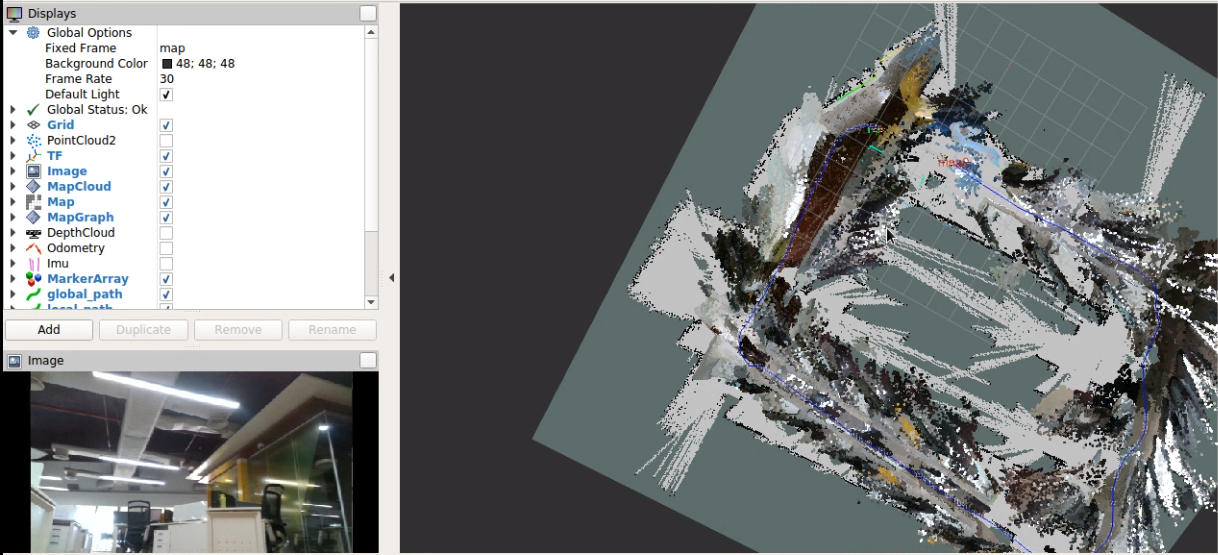 Displays
Global Options
Fixed Frame map
Background Color 48; 48; 48
Frame Rate 30
Default Light
Global Status: Ok
Grid
PointCloud2
TF
Image
MapCloud
Map
MapGraph
DepthCloud
Odometry
Imu
MarkerArray
global_path
local_path
Add Duplicate Remove Rename
Image